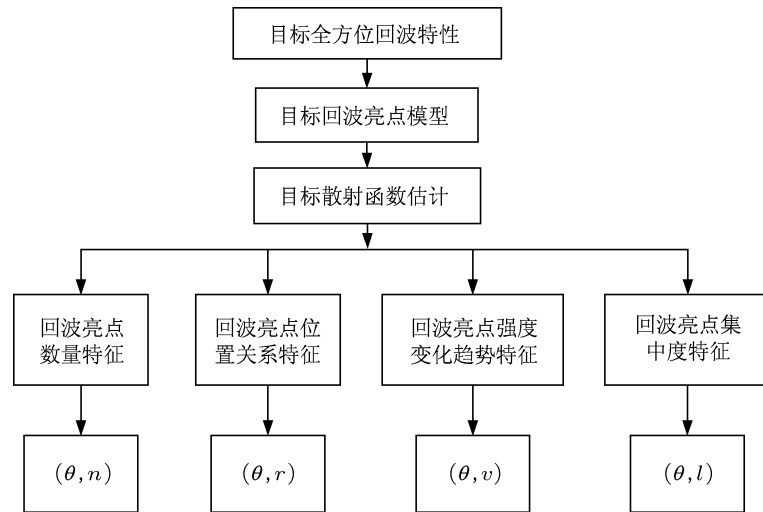 目标全方位回波特性
目标回波亮点模型
目标散射函数估计
回波亮点
数量特征
回波亮点位
置关系特征
回波亮点强度
变化趋势特征
回波亮点集
中度特征
(θ,n)
(θ,r)
(θ,v)
(θ,l)